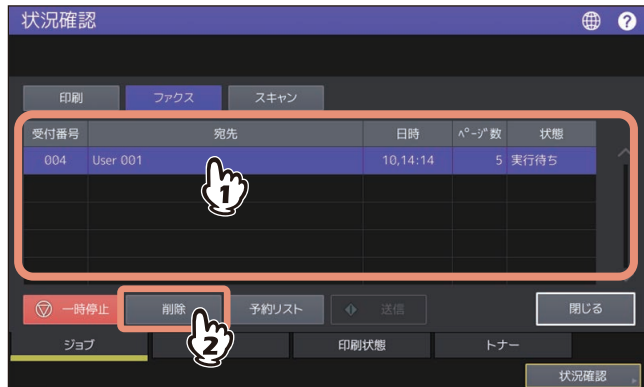 状況確認 ?
印刷 ファクス スキャン
受付番号 宛先 日時 ページ数 状態
004 User 001 10,14:14 5 実行待ち
1
一時停止 削除 予約リスト 送信 閉じる
2
ジョブ 印刷状態 トナー
状況確認